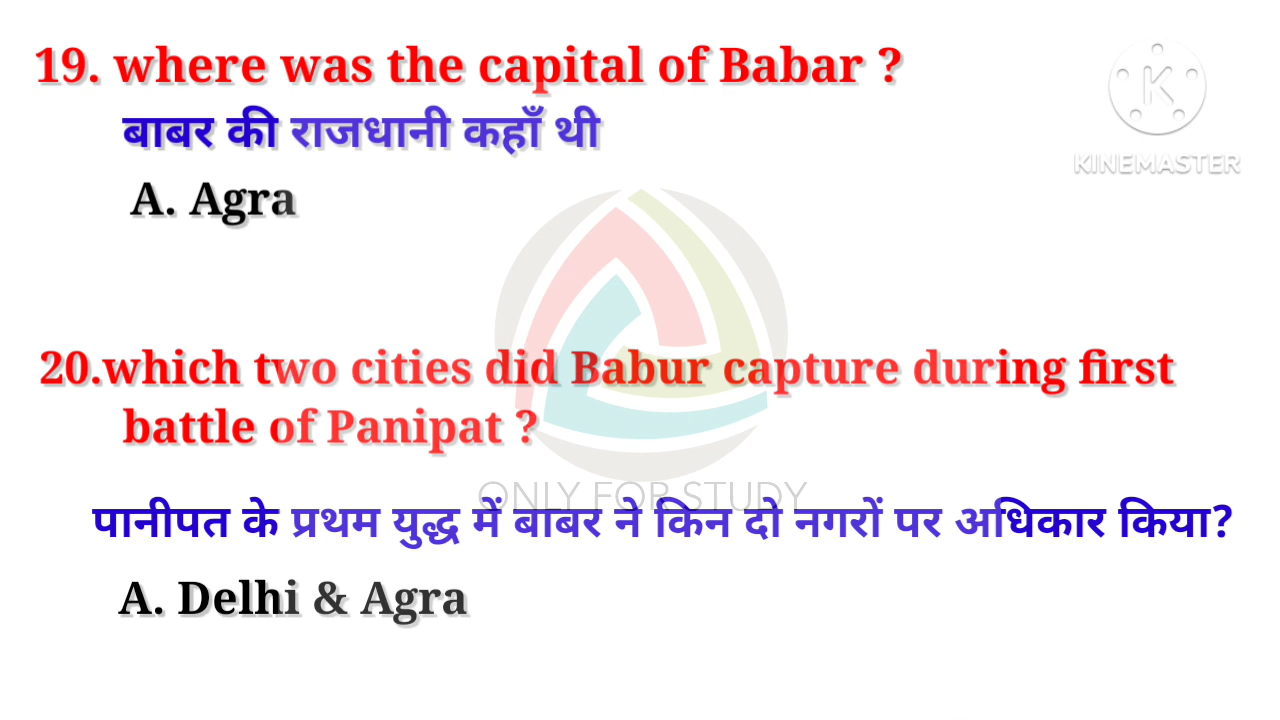 19. where was the capital of Babar ?
बाबर की राजधानी कहाँ थी
A. Agra
KINEMASTER
20.which two cities did Babur capture during first
battle of Panipat ?
ONLY FOR STUDY
पानीपत के प्रथम युद्ध में बाबर ने किन दो नगरों पर अधिकार किया?
A. Delhi & Agra